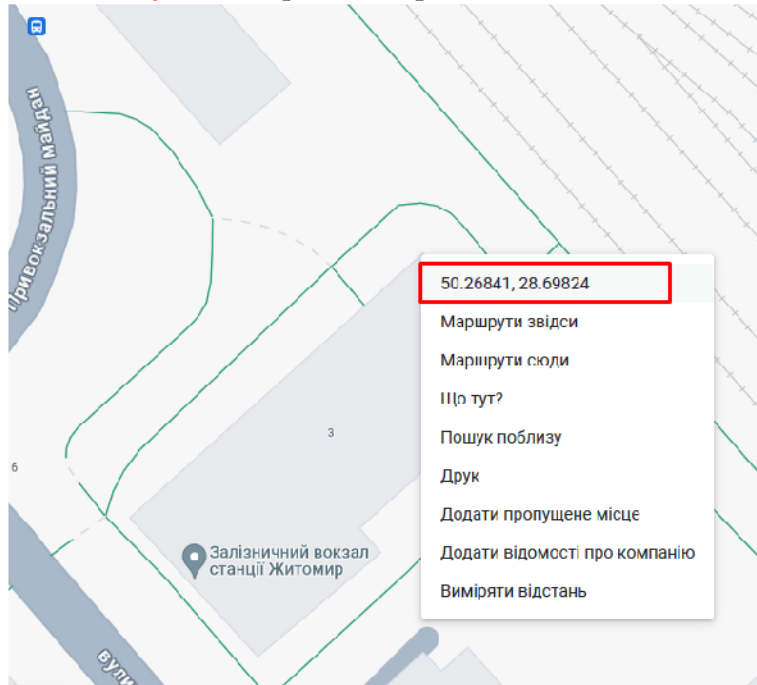 Привокзальний майдан
50.26841, 28.69824
Маршрути звідси
Маршрути сюди
Що тут?
Пошук поблизу
Друк
Додати пропущене місце
Додати відомості про компанію
Виміряти відстань
3
6
Залізничний вокзал
станції Житомир
вули